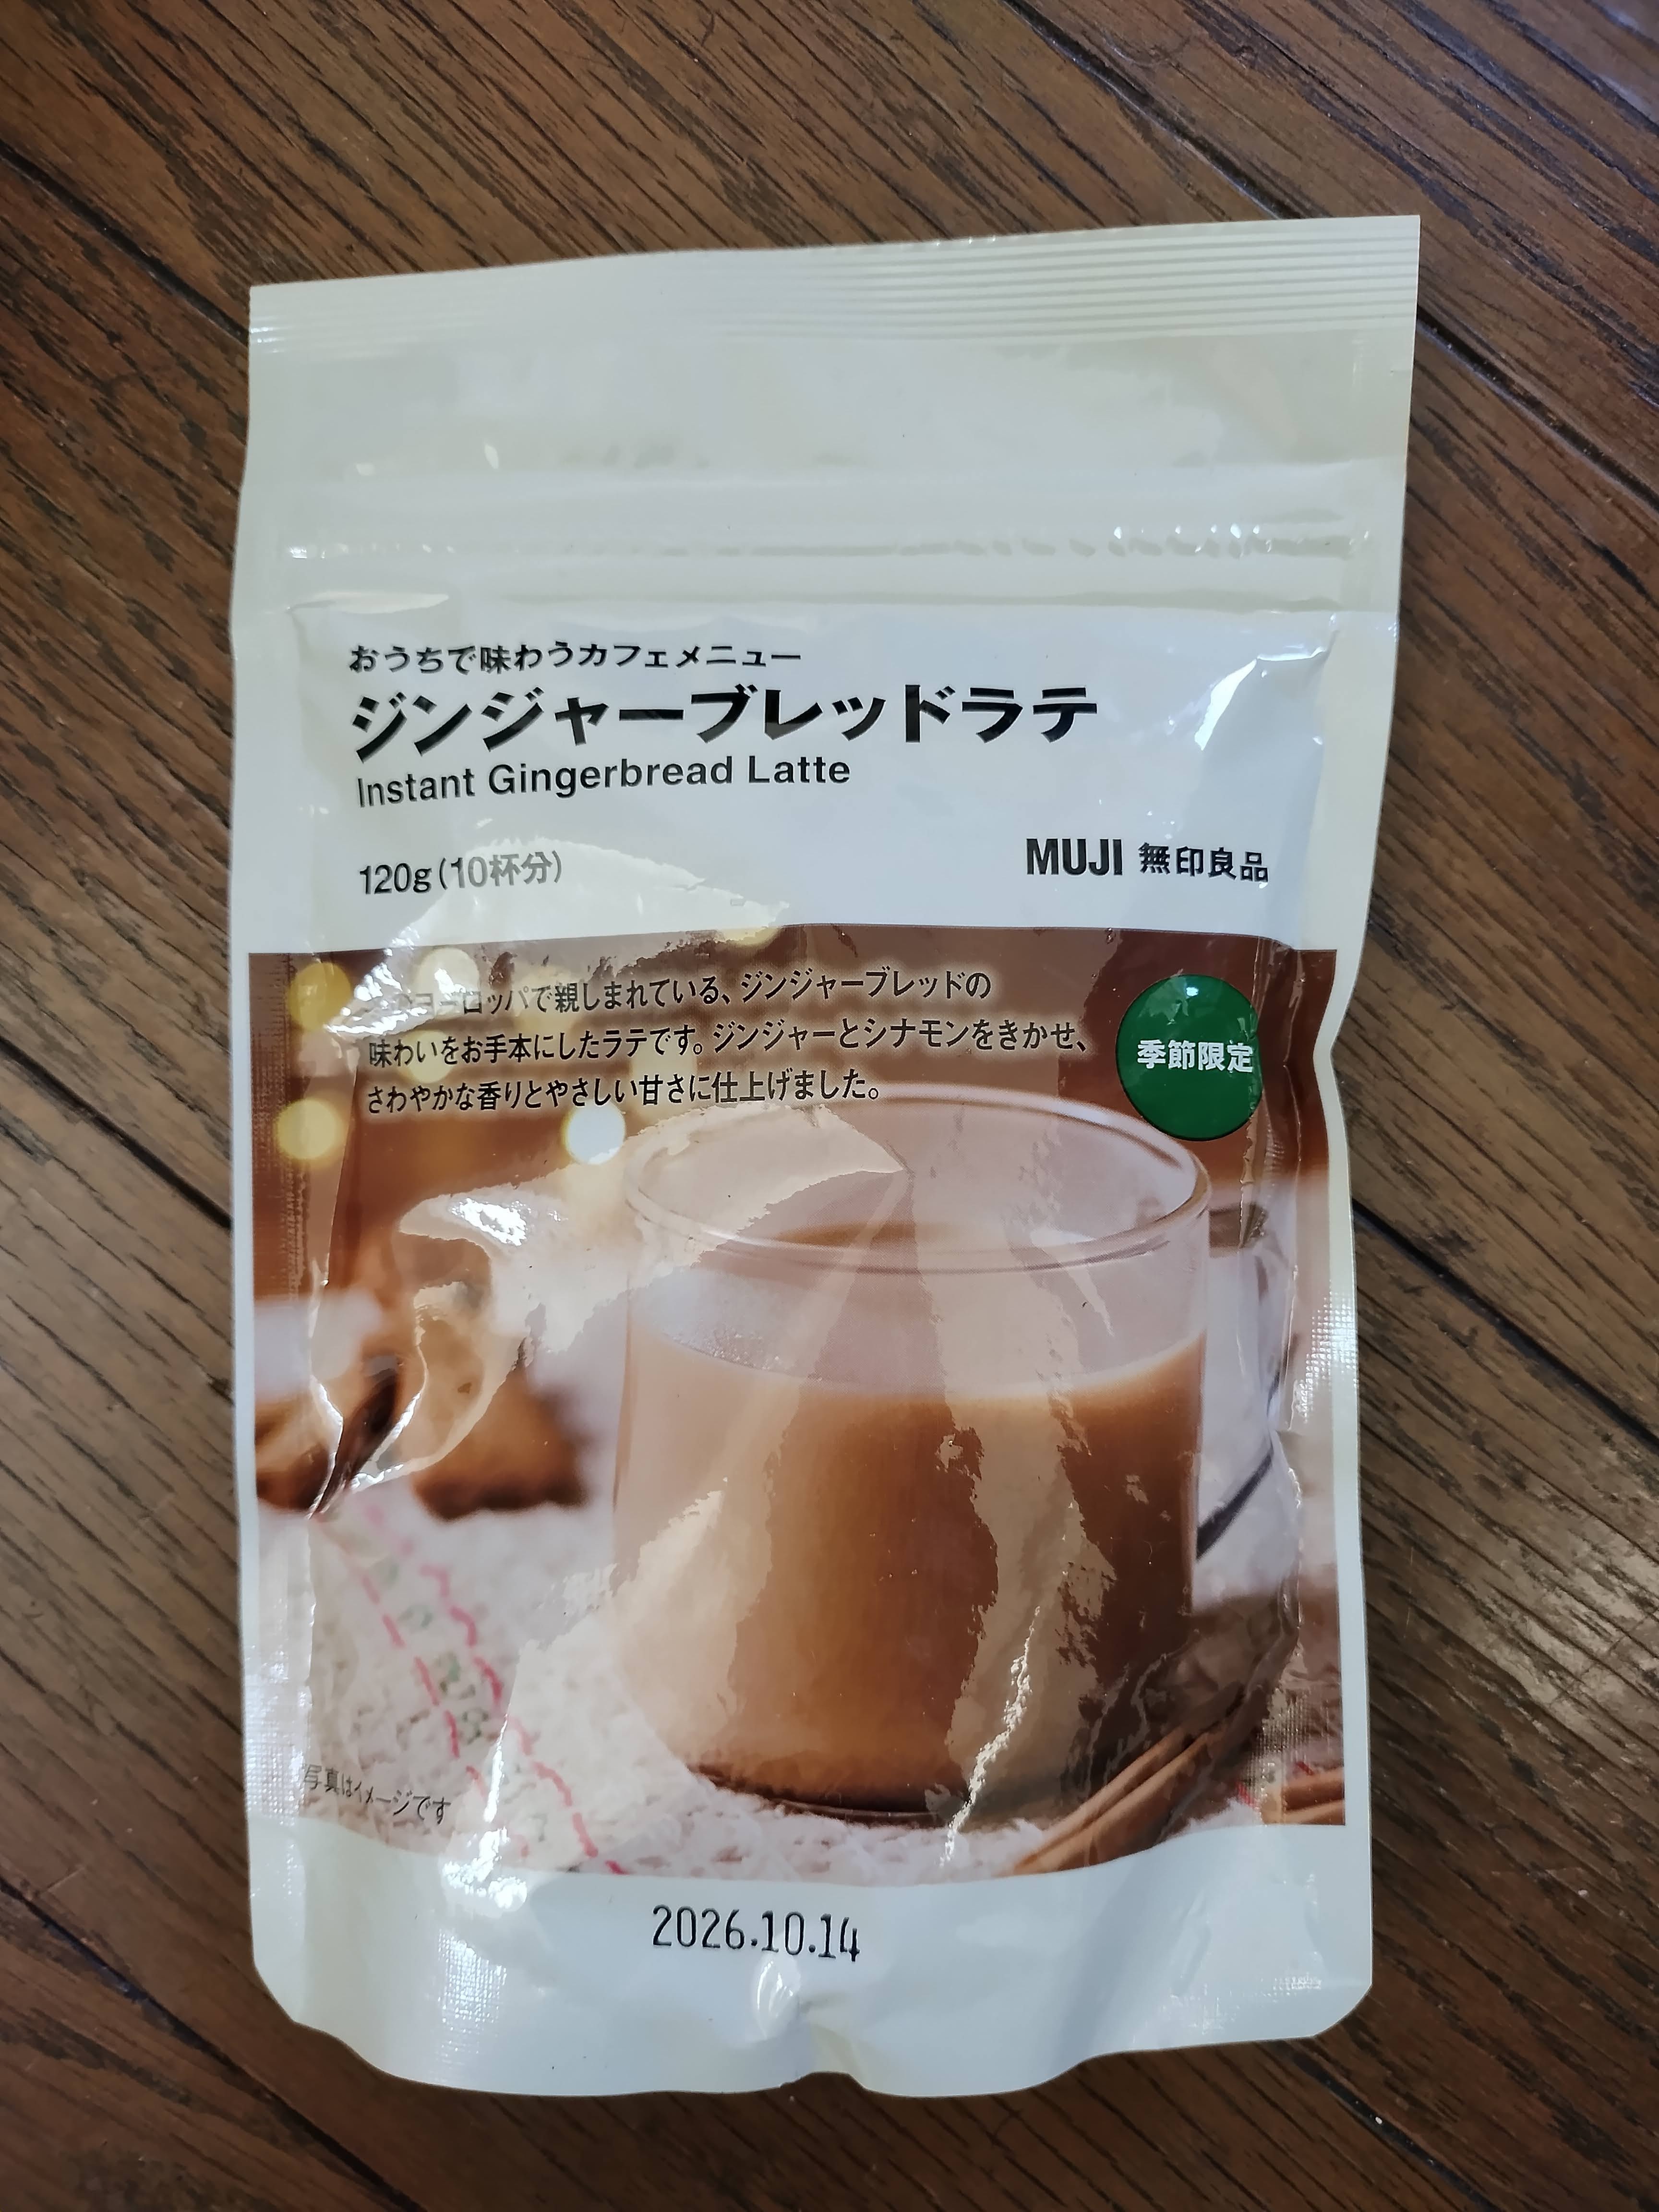 おうちで味わうカフェメニュー
ジンジャーブレッドラテ
Instant Gingerbread Latte
120g(10杯分)
MUJI 無印良品
ヨーロッパで親しまれている、ジンジャーブレッドの
味わいをお手本にしたラテです。ジンジャーとシナモンをきかせ、
さわやかな香りとやさしい甘さに仕上げました。
季節限定
写真はイメージです
2026.10.14